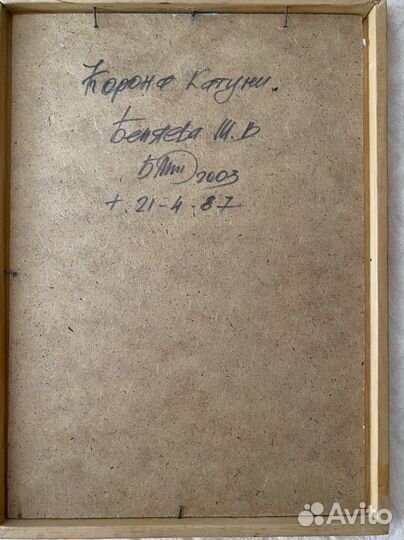 Корона Катуни.
Беляева М.В
2003
т. 21-4.87
Avito